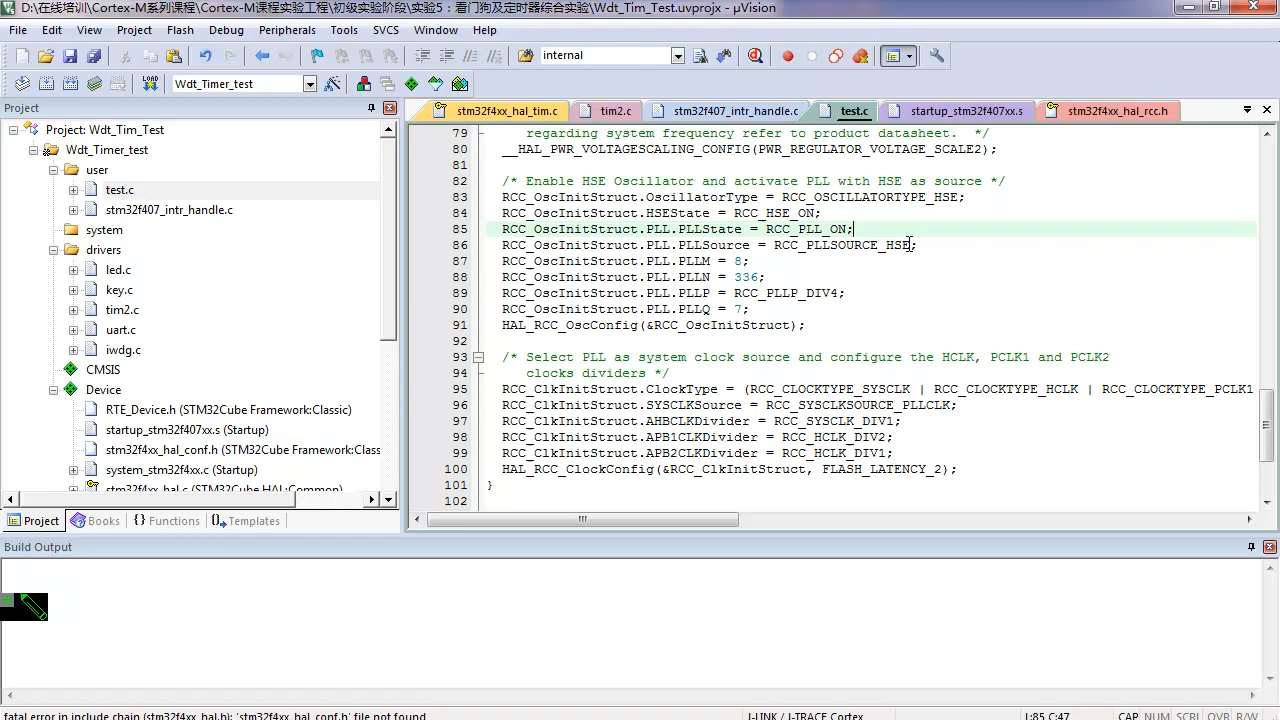 D:\在线培训\Cortex-M系列课程\Cortex-M课程实验工程\初级实验阶段\实验5：看门狗及定时器综合实验\Wdt_Tim_Test.uvprojx - µVision
File Edit View Project Flash Debug Peripherals Tools SVCS Window Help
internal
Wdt_Timer_test
Project
stm32f4xx_hal_tim.c tim2.c stm32f407_intr_handle.c test.c startup_stm32f407xx.s stm32f4xx_hal_rcc.h
Project: Wdt_Tim_Test
Wdt_Timer_test
user
test.c
stm32f407_intr_handle.c
system
drivers
led.c
key.c
tim2.c
uart.c
iwdg.c
CMSIS
Device
RTE_Device.h (STM32Cube Framework:Classic)
startup_stm32f407xx.s (Startup)
stm32f4xx_hal_conf.h (STM32Cube Framework:Class
system_stm32f4xx.c (Startup)
stm32f4xx_hal.c (STM32Cube HAL:Common)
Project Books {} Functions Templates
79 regarding system frequency refer to product datasheet. */
80 __HAL_PWR_VOLTAGESCALING_CONFIG(PWR_REGULATOR_VOLTAGE_SCALE2);
81
82 /* Enable HSE Oscillator and activate PLL with HSE as source */
83 RCC_OscInitStruct.OscillatorType = RCC_OSCILLATORTYPE_HSE;
84 RCC_OscInitStruct.HSEState = RCC_HSE_ON;
85 RCC_OscInitStruct.PLL.PLLState = RCC_PLL_ON;
86 RCC_OscInitStruct.PLL.PLLSource = RCC_PLLSOURCE_HSE;
87 RCC_OscInitStruct.PLL.PLLM = 8;
88 RCC_OscInitStruct.PLL.PLLN = 336;
89 RCC_OscInitStruct.PLL.PLLP = RCC_PLLP_DIV4;
90 RCC_OscInitStruct.PLL.PLLQ = 7;
91 HAL_RCC_OscConfig(&RCC_OscInitStruct);
92
93 /* Select PLL as system clock source and configure the HCLK, PCLK1 and PCLK2
94 clocks dividers */
95 RCC_ClkInitStruct.ClockType = (RCC_CLOCKTYPE_SYSCLK | RCC_CLOCKTYPE_HCLK | RCC_CLOCKTYPE_PCLK1
96 RCC_ClkInitStruct.SYSCLKSource = RCC_SYSCLKSOURCE_PLLCLK;
97 RCC_ClkInitStruct.AHBCLKDivider = RCC_SYSCLK_DIV1;
98 RCC_ClkInitStruct.APB1CLKDivider = RCC_HCLK_DIV2;
99 RCC_ClkInitStruct.APB2CLKDivider = RCC_HCLK_DIV1;
100 HAL_RCC_ClockConfig(&RCC_ClkInitStruct, FLASH_LATENCY_2);
101 }
102
Build Output
fatal error in include chain (stm32f4xx_hal.h): 'stm32f4xx_hal_conf.h' file not found J-LINK / J-TRACE Cortex L:85 C:47 CAP NUM SCRL OVR R/W